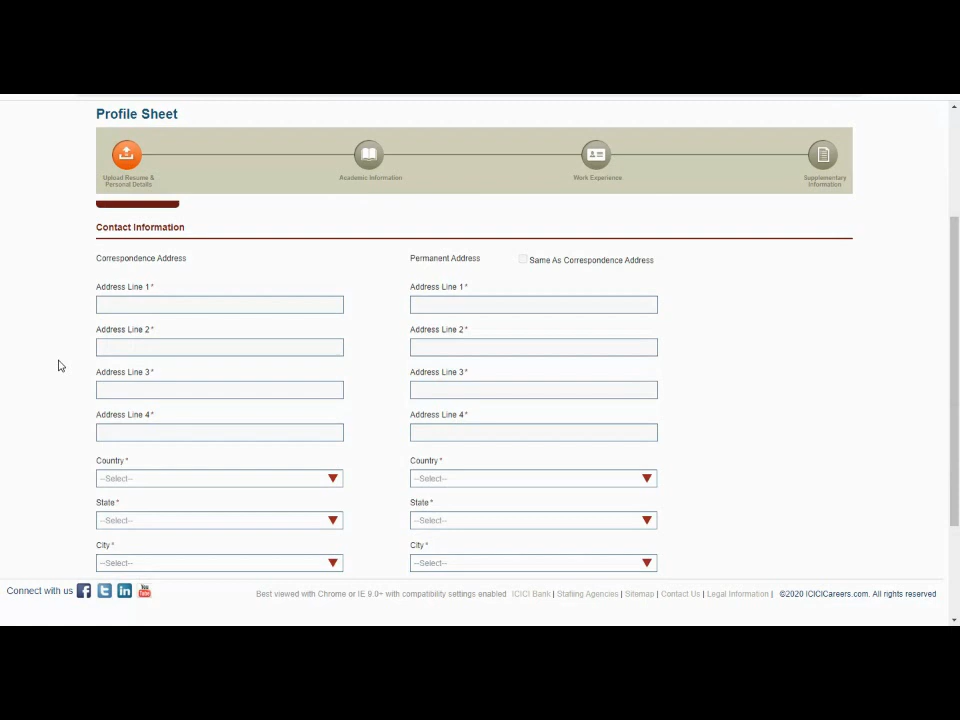 Profile Sheet
Upload Resume &
Personal Details
Academic Information
Work Experience
Supplementary
Information
Contact Information
Correspondence Address
Permanent Address
Same As Correspondence Address
Address Line 1*
Address Line 1*
Address Line 2*
Address Line 2*
Address Line 3*
Address Line 3*
Address Line 4*
Address Line 4*
Country*
Country*
--Select--
--Select--
State*
State*
--Select--
--Select--
City*
City*
--Select--
--Select--
Connect with us
f
t
in
You
Tube
Best viewed with Chrome or IE 9.0+ with compatibility settings enabled ICICI Bank | Staffing Agencies | Sitemap | Contact Us | Legal Information | ©2020 ICICICareers.com. All rights reserved